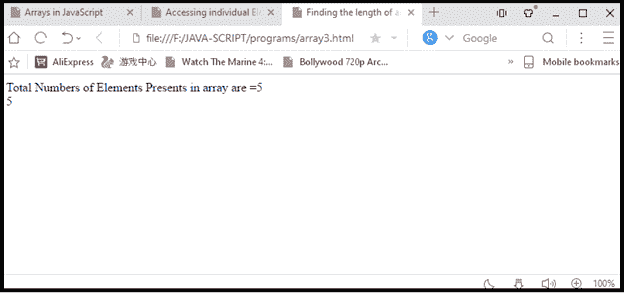 Arrays in JavaScript
Accessing individual El
Finding the length of a
file:///F:/JAVA-SCRIPT/programs/array3.html
Google
AliExpress 游戏中心 Watch The Marine 4:... Bollywood 720p Arc... » Mobile bookmarks
Total Numbers of Elements Presents in array are =5
5
100%